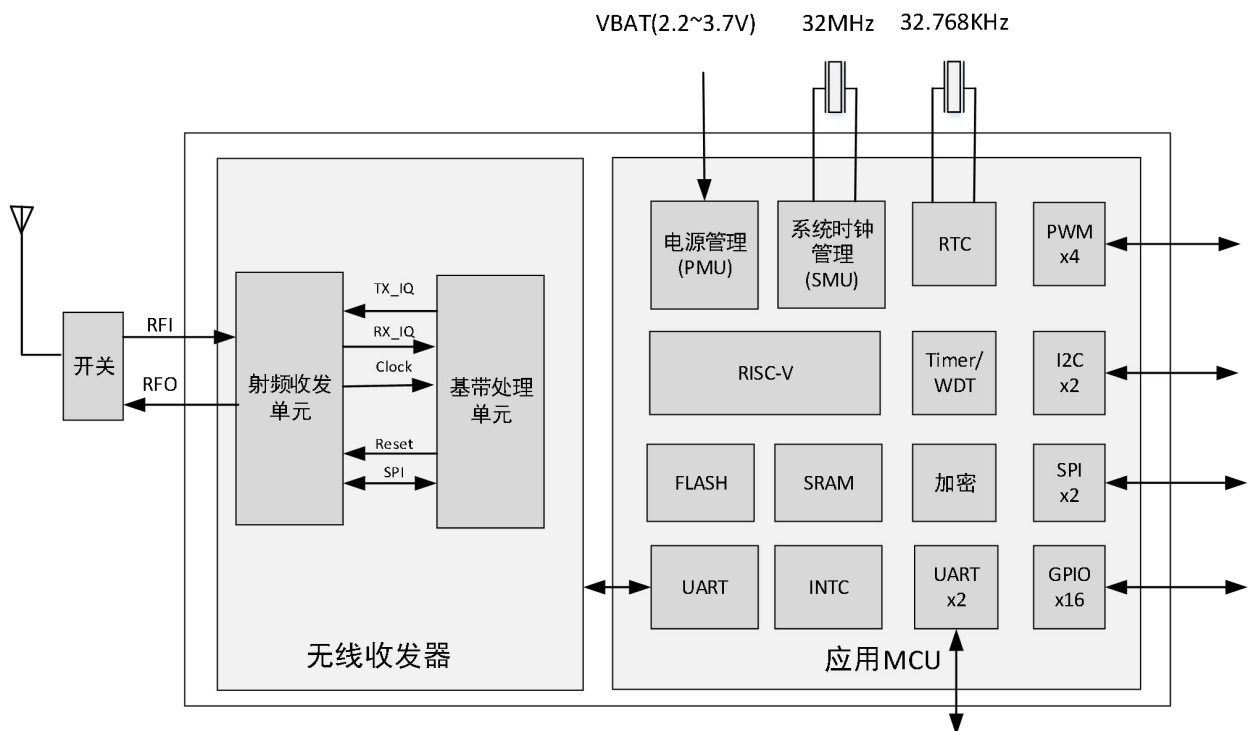 VBAT(2.2~3.7V)
32MHz
32.768KHz
电源管理
(PMU)
系统时钟
管理
(SMU)
RTC
PWM
x4
TX_IQ
RFI
RX_IQ
开关
Clock
RFO
射频收发
单元
基带处理
单元
Reset
SPI
RISC-V
Timer/
WDT
I2C
x2
FLASH
SRAM
加密
SPI
x2
UART
INTC
UART
x2
GPIO
x16
无线收发器
应用MCU